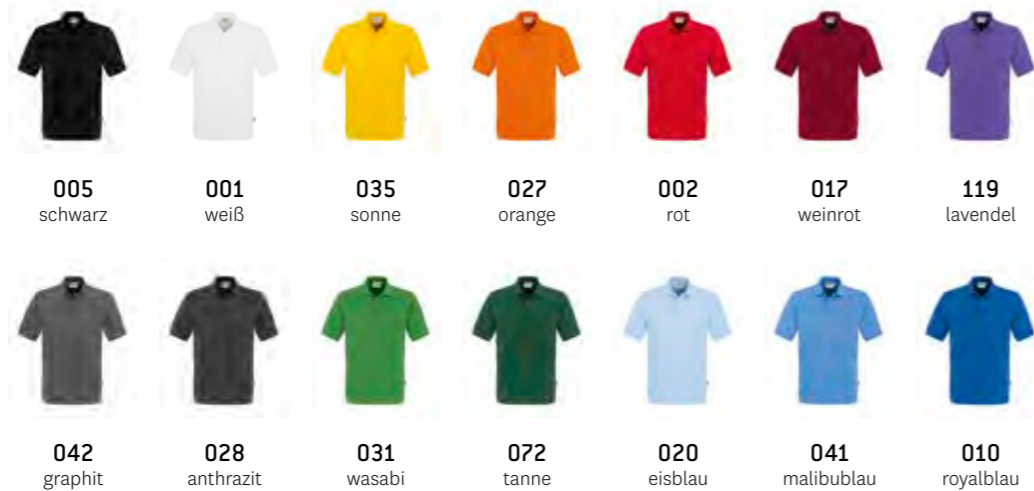 005 001 035 027 002 017 119
schwarz weiß sonne orange rot weinrot lavendel
042 028 031 072 020 041 010
graphit anthrazit wasabi tanne eisblau malibublau royalblau